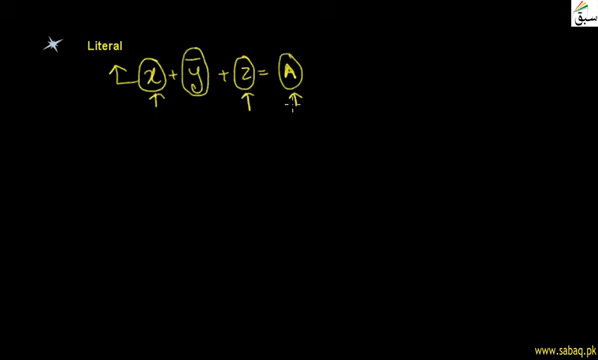 سبق
Literal
x + ȳ + z = A
www.sabaq.pk